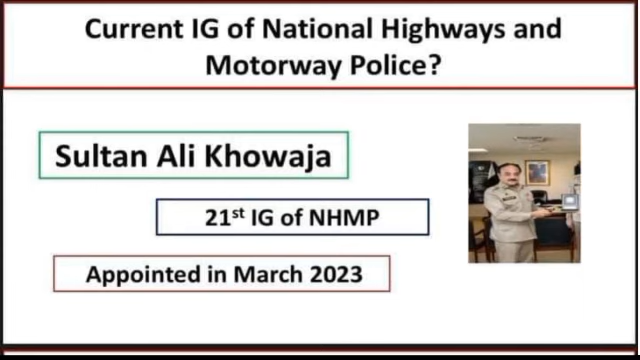 Current IG of National Highways and
Motorway Police?
Sultan Ali Khowaja
21st IG of NHMP
Appointed in March 2023